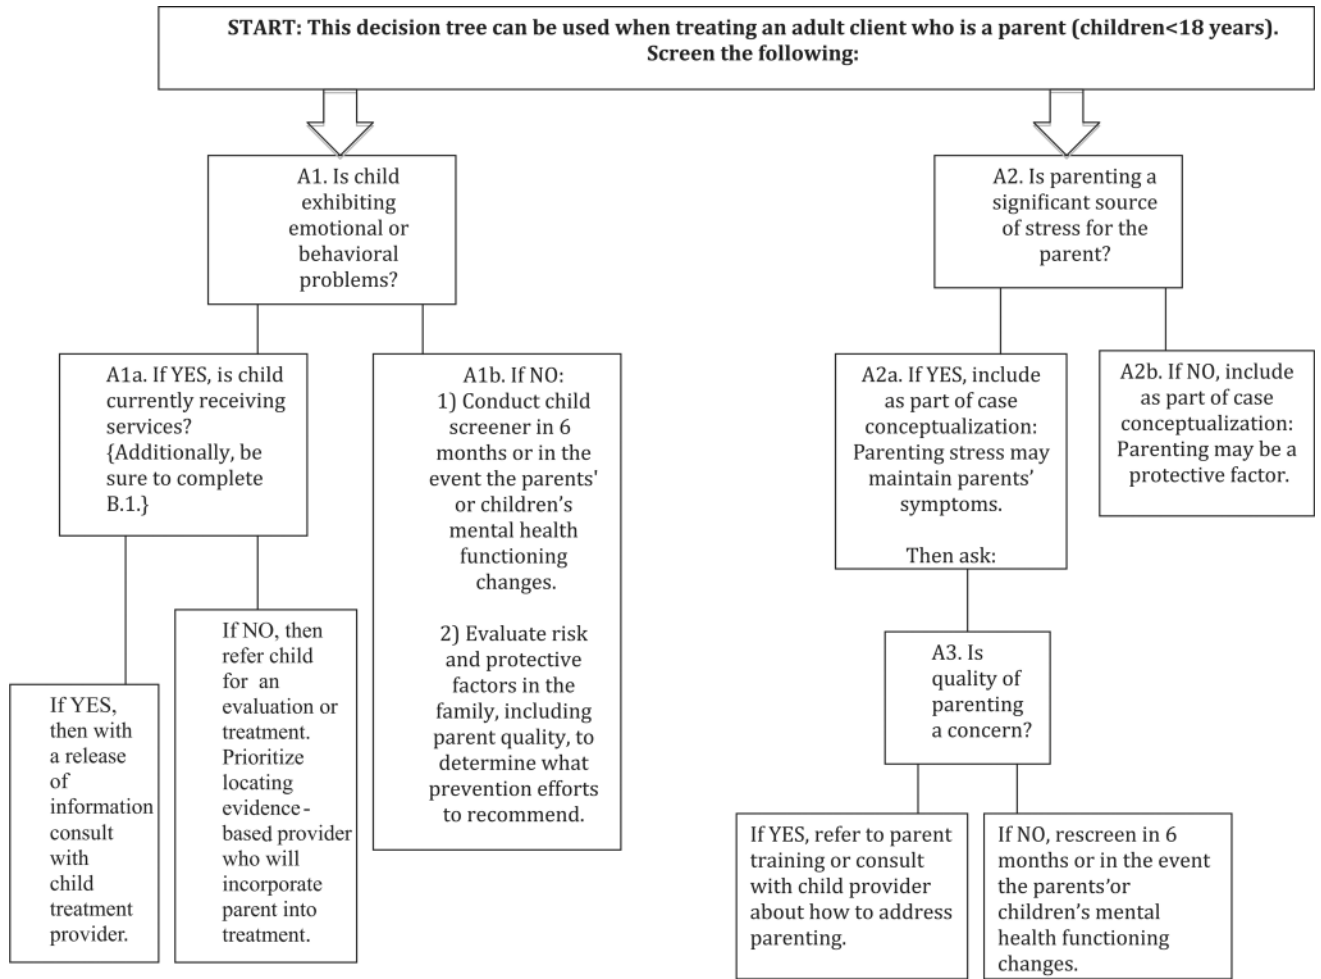 START: This decision tree can be used when treating an adult client who is a parent (children<18 years).
Screen the following:
A1. Is child
exhibiting
emotional or
behavioral
problems?
A2. Is parenting a
significant source
of stress for the
parent?
A1a. If YES, is child
currently receiving
services?
{Additionally, be
sure to complete
B.1.}
A1b. If NO:
1) Conduct child
screener in 6
months or in the
event the parents'
or children’s
mental health
functioning
changes.
2) Evaluate risk
and protective
factors in the
family, including
parent quality, to
determine what
prevention efforts
to recommend.
A2a. If YES, include
as part of case
conceptualization:
Parenting stress may
maintain parents’
symptoms.
Then ask:
A2b. If NO, include
as part of case
conceptualization:
Parenting may be a
protective factor.
If YES,
then with
a release
of
information
consult
with
child
treatment
provider.
If NO, then
refer child
for an
evaluation or
treatment.
Prioritize
locating
evidence-
based provider
who will
incorporate
parent into
treatment.
A3. Is
quality of
parenting
a concern?
If YES, refer to parent
training or consult
with child provider
about how to address
parenting.
If NO, rescreen in 6
months or in the event
the parents’or
children’s mental
health functioning
changes.